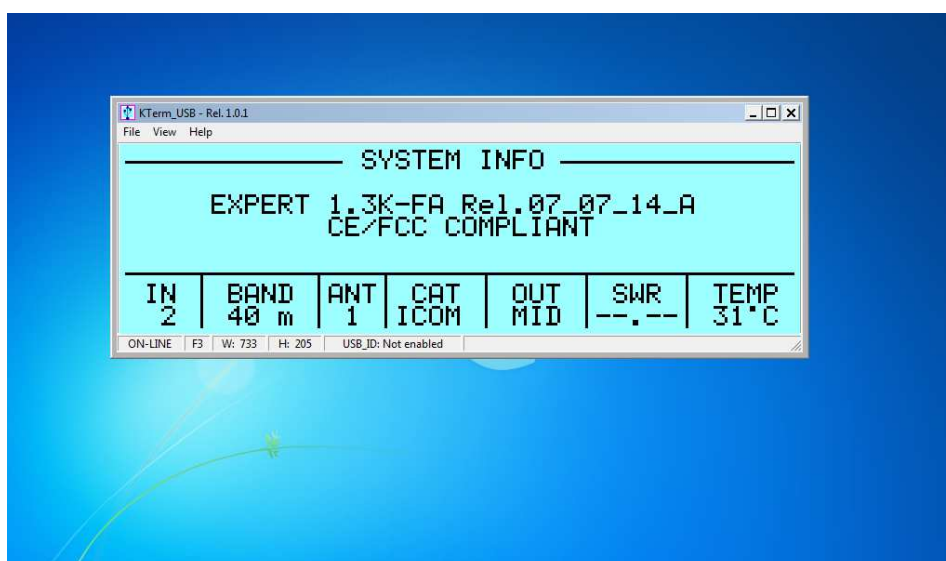 KTerm_USB - Rel. 1.0.1
File View Help
SYSTEM INFO
EXPERT 1.3K-FA Rel.07_07_14_A
CE/FCC COMPLIANT
IN BAND ANT CAT OUT SWR TEMP
2 40 m 1 ICOM MID --.-- 31°C
ON-LINE F3 W: 733 H: 205 USB_ID: Not enabled